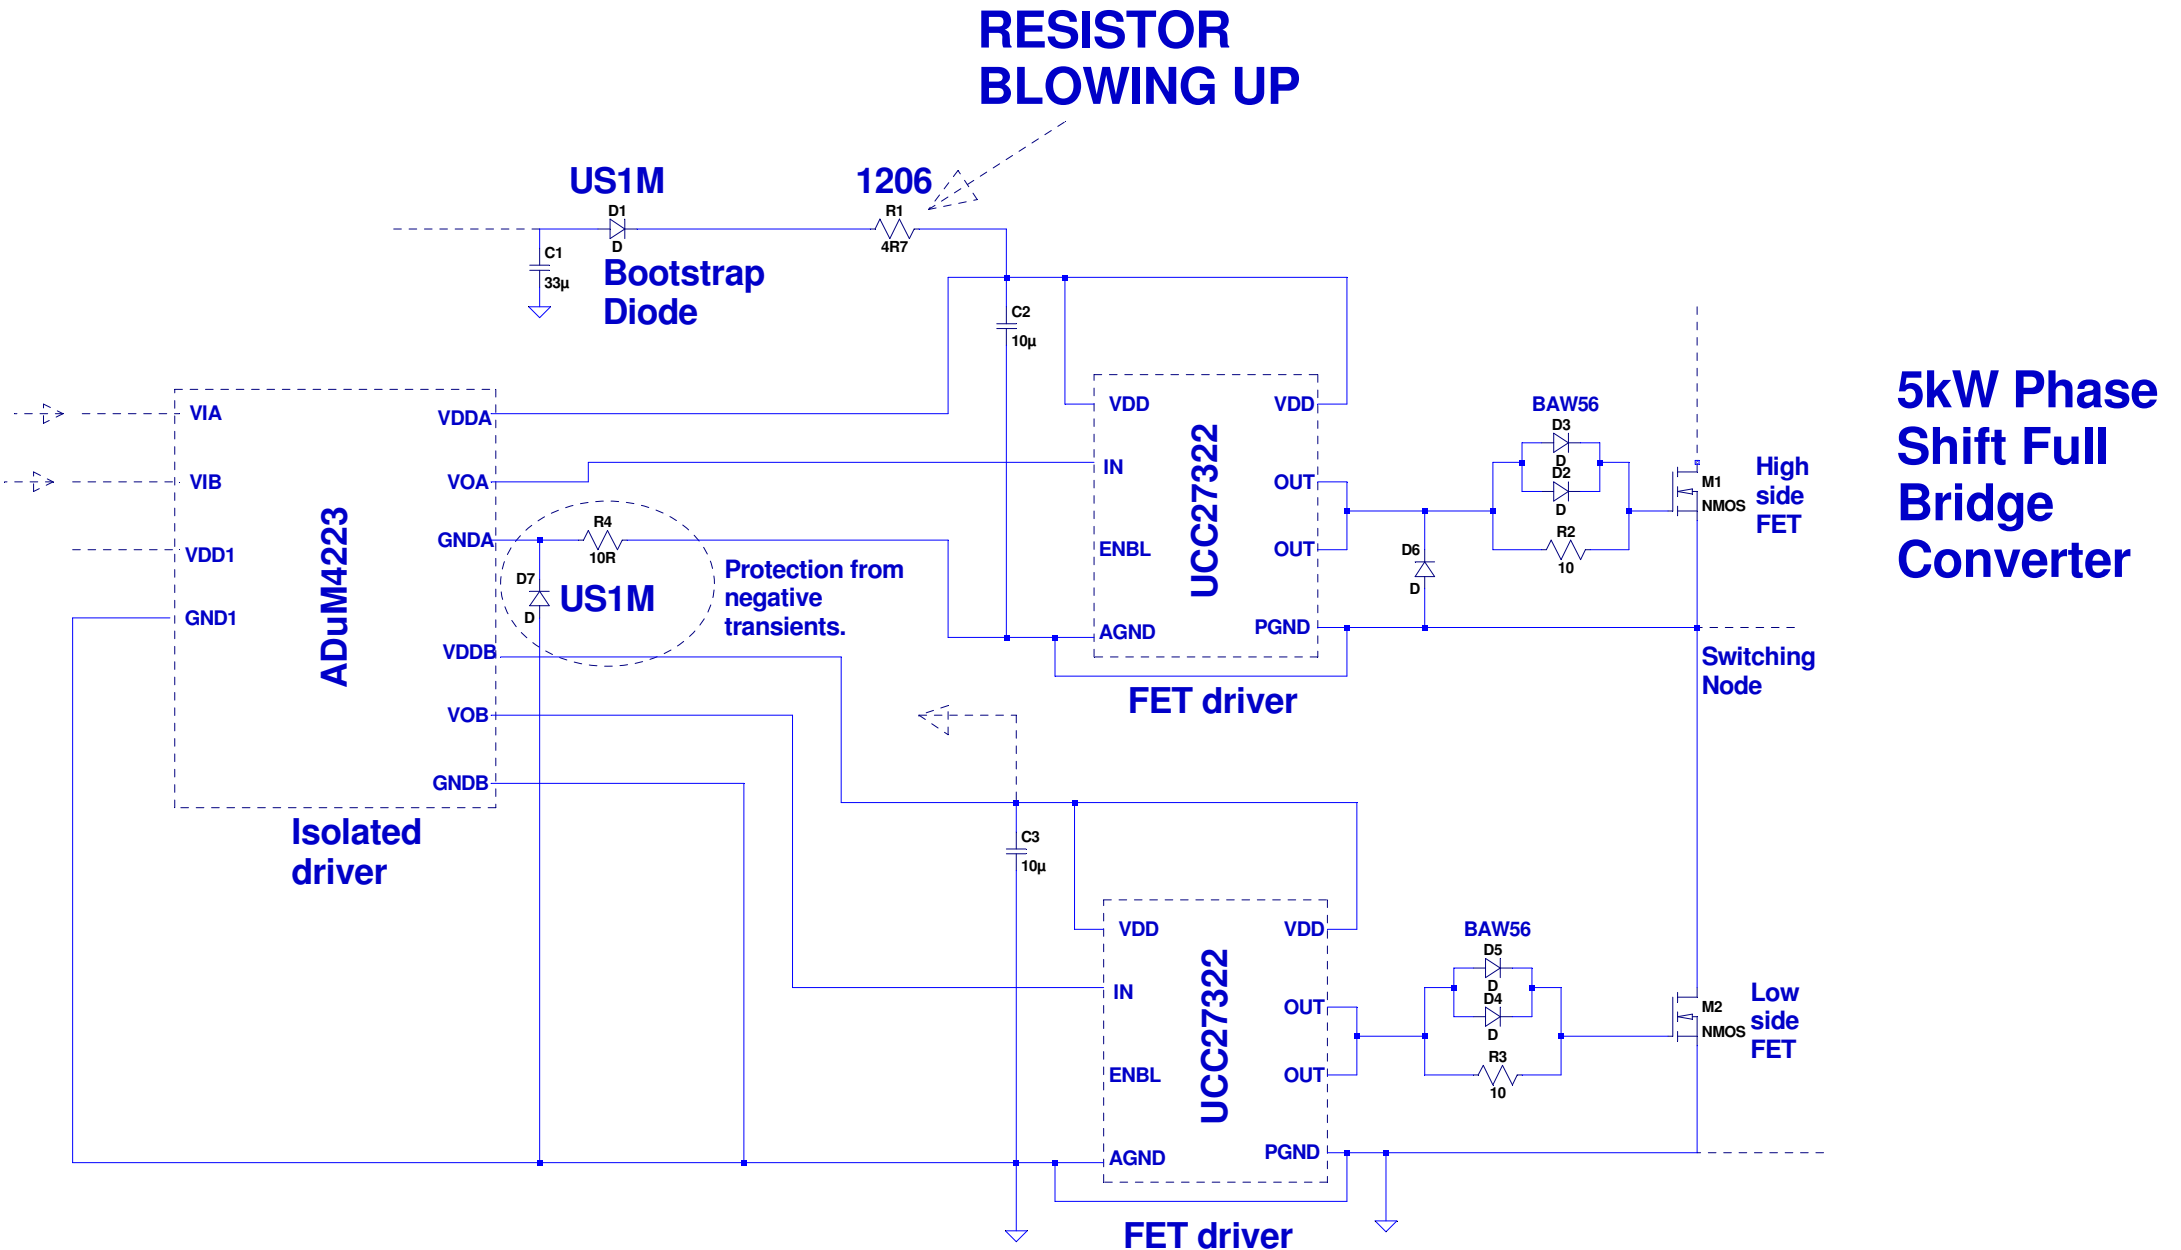 RESISTOR
BLOWING UP
US1M
D1
D
Bootstrap
Diode
C1
33µ
1206
R1
4R7
C2
10µ
VIA
VIB
VDD1
GND1
ADuM4223
VDDA
VOA
GNDA
VDDB
VOB
GNDB
Isolated
driver
R4
10R
D7
D
US1M
Protection from
negative
transients.
VDD
IN
ENBL
AGND
UCC27322
VDD
OUT
OUT
PGND
FET driver
D6
D
BAW56
D3
D
D2
D
R2
10
M1
NMOS
High
side
FET
Switching
Node
5kW Phase
Shift Full
Bridge
Converter
C3
10µ
VDD
IN
ENBL
AGND
UCC27322
VDD
OUT
OUT
PGND
FET driver
BAW56
D5
D
D4
D
R3
10
M2
NMOS
Low
side
FET